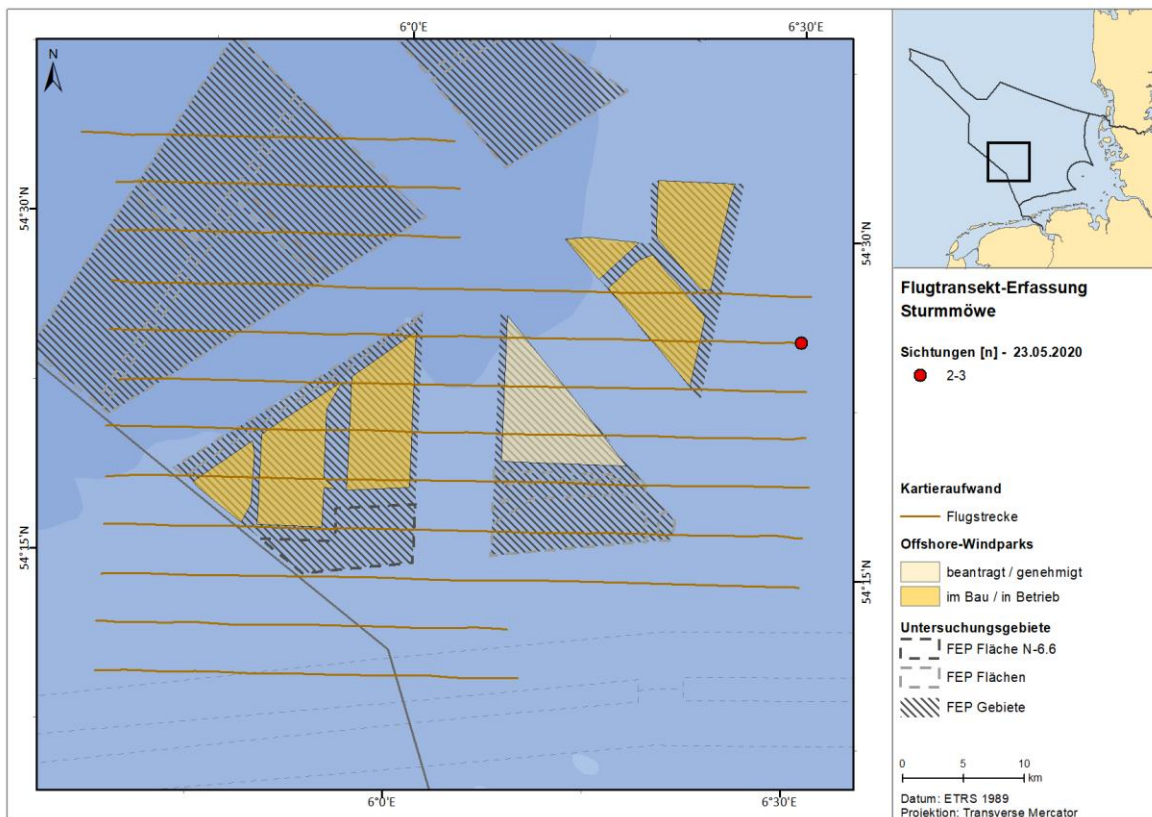 6°0'E
6°30'E
N
54°30'N
54°30'N
54°15'N
54°15'N
6°0'E
6°30'E
Flugtransekt-Erfassung
Sturmmöwe
Sichtungen [n] - 23.05.2020
2-3
Kartieraufwand
Flugstrecke
Offshore-Windparks
beantragt / genehmigt
im Bau / in Betrieb
Untersuchungsgebiete
FEP Fläche N-6.6
FEP Flächen
FEP Gebiete
0 5 10
km
Datum: ETRS 1989
Projektion: Transverse Mercator